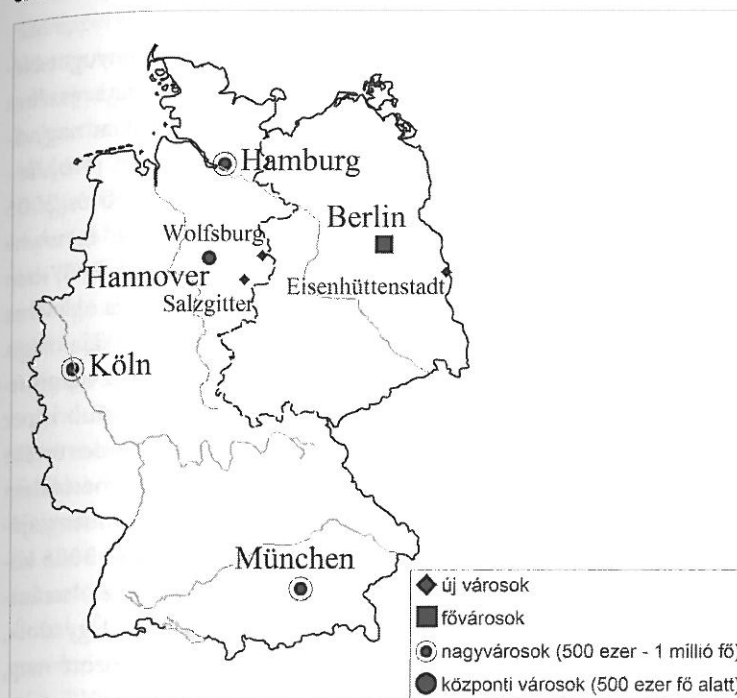 Hamburg
Berlin
Wolfsburg
Hannover
Eisenhüttenstadt
Salzgitter
Köln
München
új városok
fővárosok
nagyvárosok (500 ezer - 1 millió fő)
központi városok (500 ezer fő alatt)